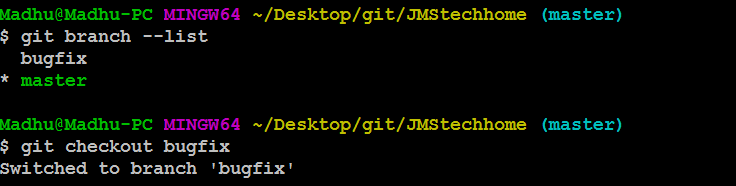 Madhu@Madhu-PC MINGW64 ~/Desktop/git/JMStechhome (master)
$ git branch --list
  bugfix
* master
Madhu@Madhu-PC MINGW64 ~/Desktop/git/JMStechhome (master)
$ git checkout bugfix
Switched to branch 'bugfix'